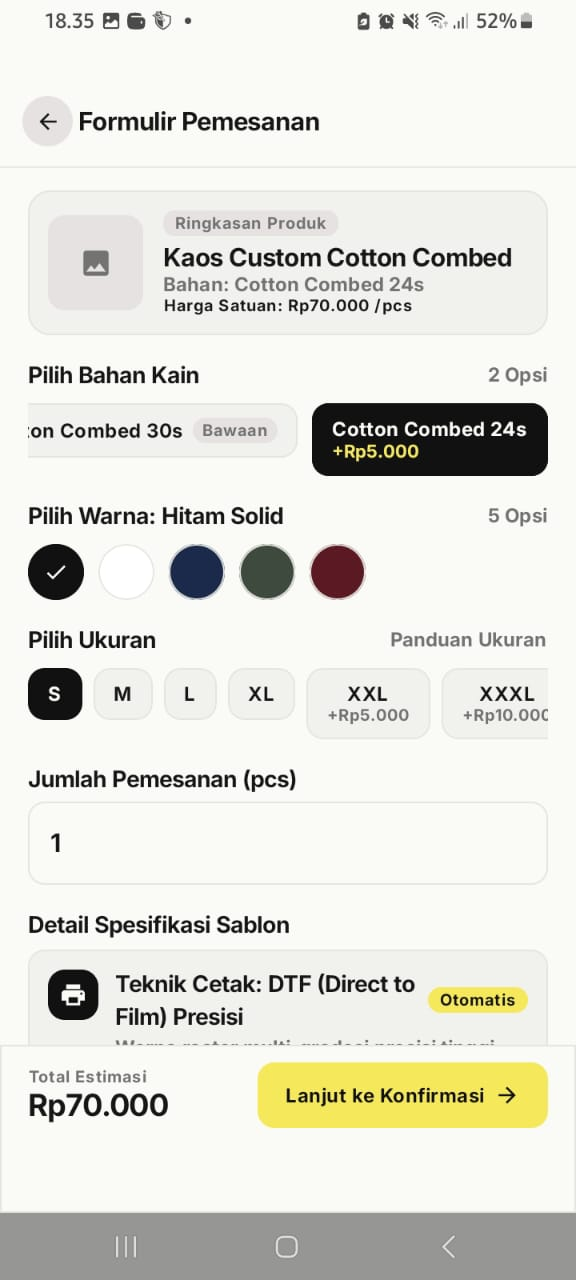 18.35
52%
Formulir Pemesanan
Ringkasan Produk
Kaos Custom Cotton Combed
Bahan: Cotton Combed 24s
Harga Satuan: Rp70.000 /pcs
Pilih Bahan Kain
2 Opsi
on Combed 30s
Bawaan
Cotton Combed 24s
+Rp5.000
Pilih Warna: Hitam Solid
5 Opsi
Pilih Ukuran
Panduan Ukuran
S
M
L
XL
XXL
+Rp5.000
XXXL
+Rp10.000
Jumlah Pemesanan (pcs)
1
Detail Spesifikasi Sablon
Teknik Cetak: DTF (Direct to
Film) Presisi
Otomatis
Total Estimasi
Rp70.000
Lanjut ke Konfirmasi